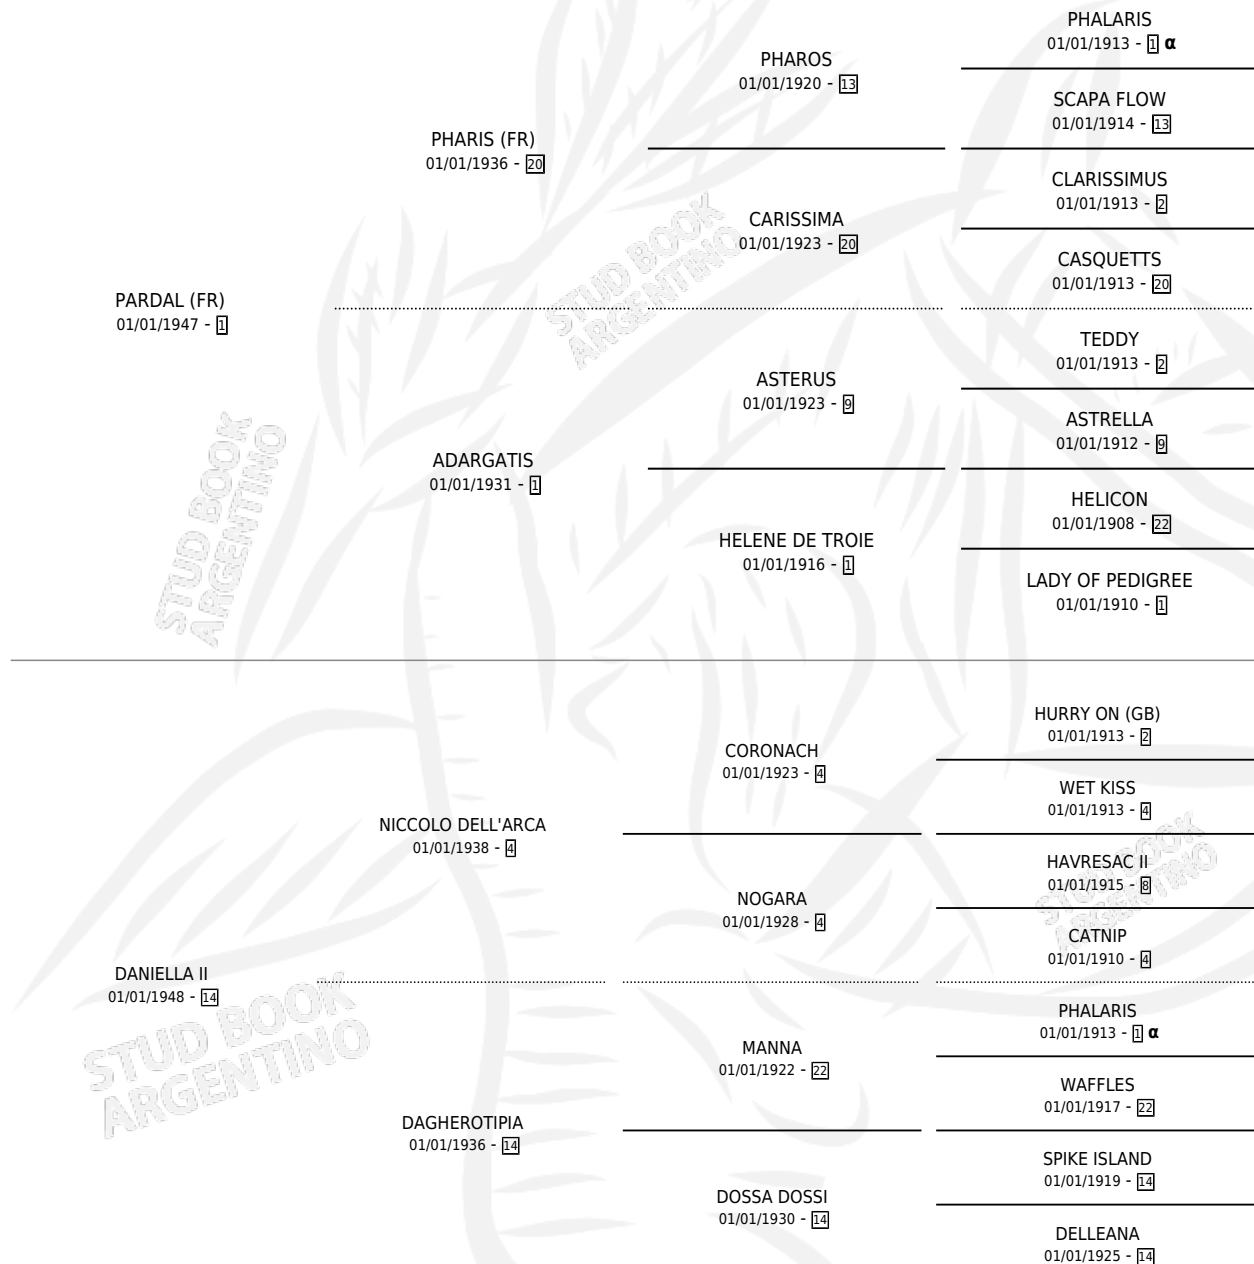 PHALARIS
01/01/1913 - 1 α
PHAROS
01/01/1920 - 13
SCAPA FLOW
01/01/1914 - 13
PHARIS (FR)
01/01/1936 - 20
CLARISSIMUS
01/01/1913 - 2
CARISSIMA
01/01/1923 - 20
CASQUETTS
01/01/1913 - 20
STUD BOOK
ARGENTINO
PARDAL (FR)
01/01/1947 - 1
TEDDY
01/01/1913 - 2
ASTERUS
01/01/1923 - 9
ASTRELLA
01/01/1912 - 9
ADARGATIS
01/01/1931 - 1
HELICON
01/01/1908 - 22
HELENE DE TROIE
01/01/1916 - 1
LADY OF PEDIGREE
01/01/1910 - 1
STUD BOOK
ARGENTINO
HURRY ON (GB)
01/01/1913 - 2
CORONACH
01/01/1923 - 4
WET KISS
01/01/1913 - 4
NICCOLO DELL'ARCA
01/01/1938 - 4
HAVRESAC II
01/01/1915 - 8
NOGARA
01/01/1928 - 4
CATNIP
01/01/1910 - 4
STUD BOOK
ARGENTINO
DANIELLA II
01/01/1948 - 14
STUD BOOK
ARGENTINO
PHALARIS
01/01/1913 - 1 α
MANNA
01/01/1922 - 22
WAFFLES
01/01/1917 - 22
DAGHEROTIPIA
01/01/1936 - 14
SPIKE ISLAND
01/01/1919 - 14
DOSSA DOSSI
01/01/1930 - 14
DELLEANA
01/01/1925 - 14